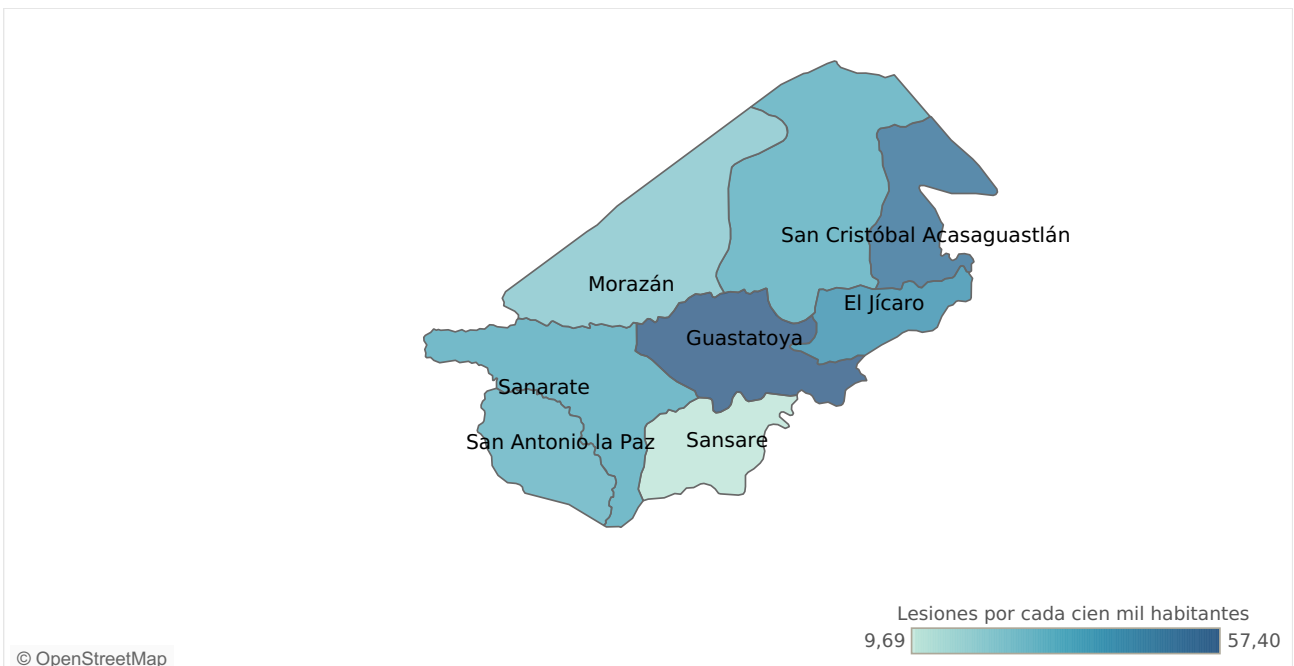 San Cristóbal Acasaguastlán
Morazán
El Jícaro
Guastatoya
Sanarate
San Antonio la Paz
Sansare
Lesiones por cada cien mil habitantes
9,69
57,40
© OpenStreetMap